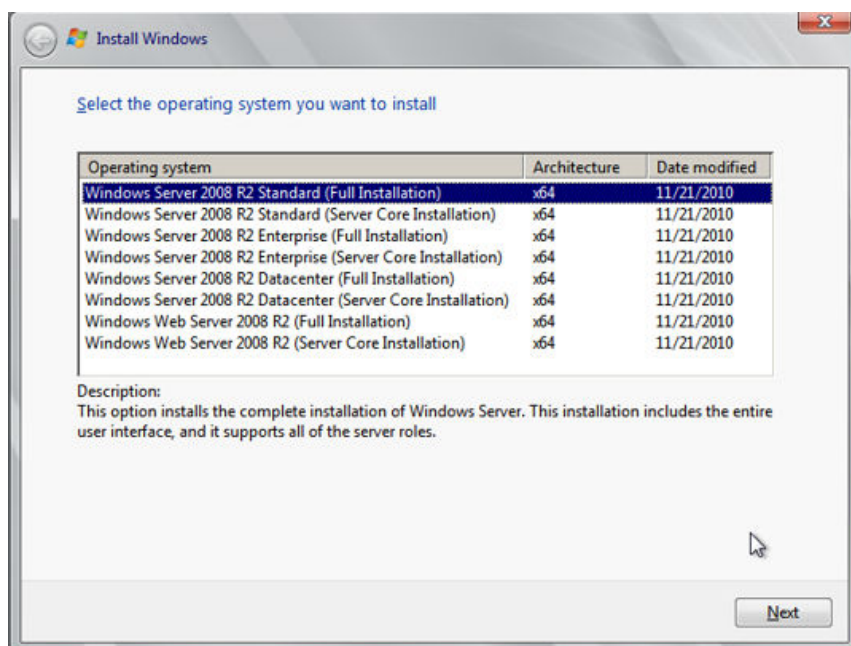 Install Windows
Select the operating system you want to install
Operating system Architecture Date modified
Windows Server 2008 R2 Standard (Full Installation) x64 11/21/2010
Windows Server 2008 R2 Standard (Server Core Installation) x64 11/21/2010
Windows Server 2008 R2 Enterprise (Full Installation) x64 11/21/2010
Windows Server 2008 R2 Enterprise (Server Core Installation) x64 11/21/2010
Windows Server 2008 R2 Datacenter (Full Installation) x64 11/21/2010
Windows Server 2008 R2 Datacenter (Server Core Installation) x64 11/21/2010
Windows Web Server 2008 R2 (Full Installation) x64 11/21/2010
Windows Web Server 2008 R2 (Server Core Installation) x64 11/21/2010
Description:
This option installs the complete installation of Windows Server. This installation includes the entire
user interface, and it supports all of the server roles.
Next